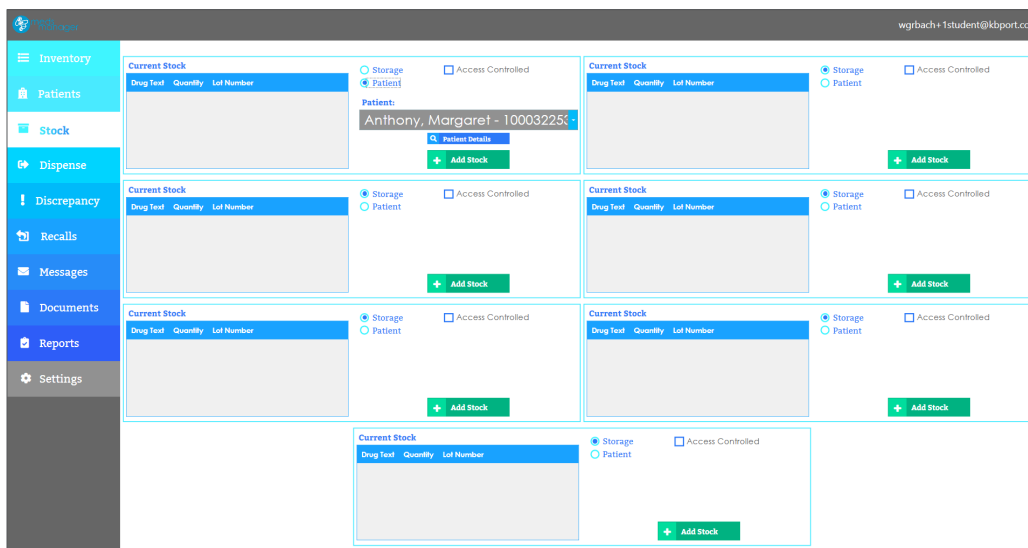 wgrbach+1student@kbport.co
Inventory
Patients
Stock
Dispense
Discrepancy
Recalls
Messages
Documents
Reports
Settings
Current Stock
Drug Text Quantity Lot Number
Storage
Patient
Access Controlled
Patient:
Anthony, Margaret - 100032253
Patient Details
Add Stock
Current Stock
Drug Text Quantity Lot Number
Storage
Patient
Access Controlled
Add Stock
Current Stock
Drug Text Quantity Lot Number
Storage
Patient
Access Controlled
Add Stock
Current Stock
Drug Text Quantity Lot Number
Storage
Patient
Access Controlled
Add Stock
Current Stock
Drug Text Quantity Lot Number
Storage
Patient
Access Controlled
Add Stock
Current Stock
Drug Text Quantity Lot Number
Storage
Patient
Access Controlled
Add Stock
Current Stock
Drug Text Quantity Lot Number
Storage
Patient
Access Controlled
Add Stock